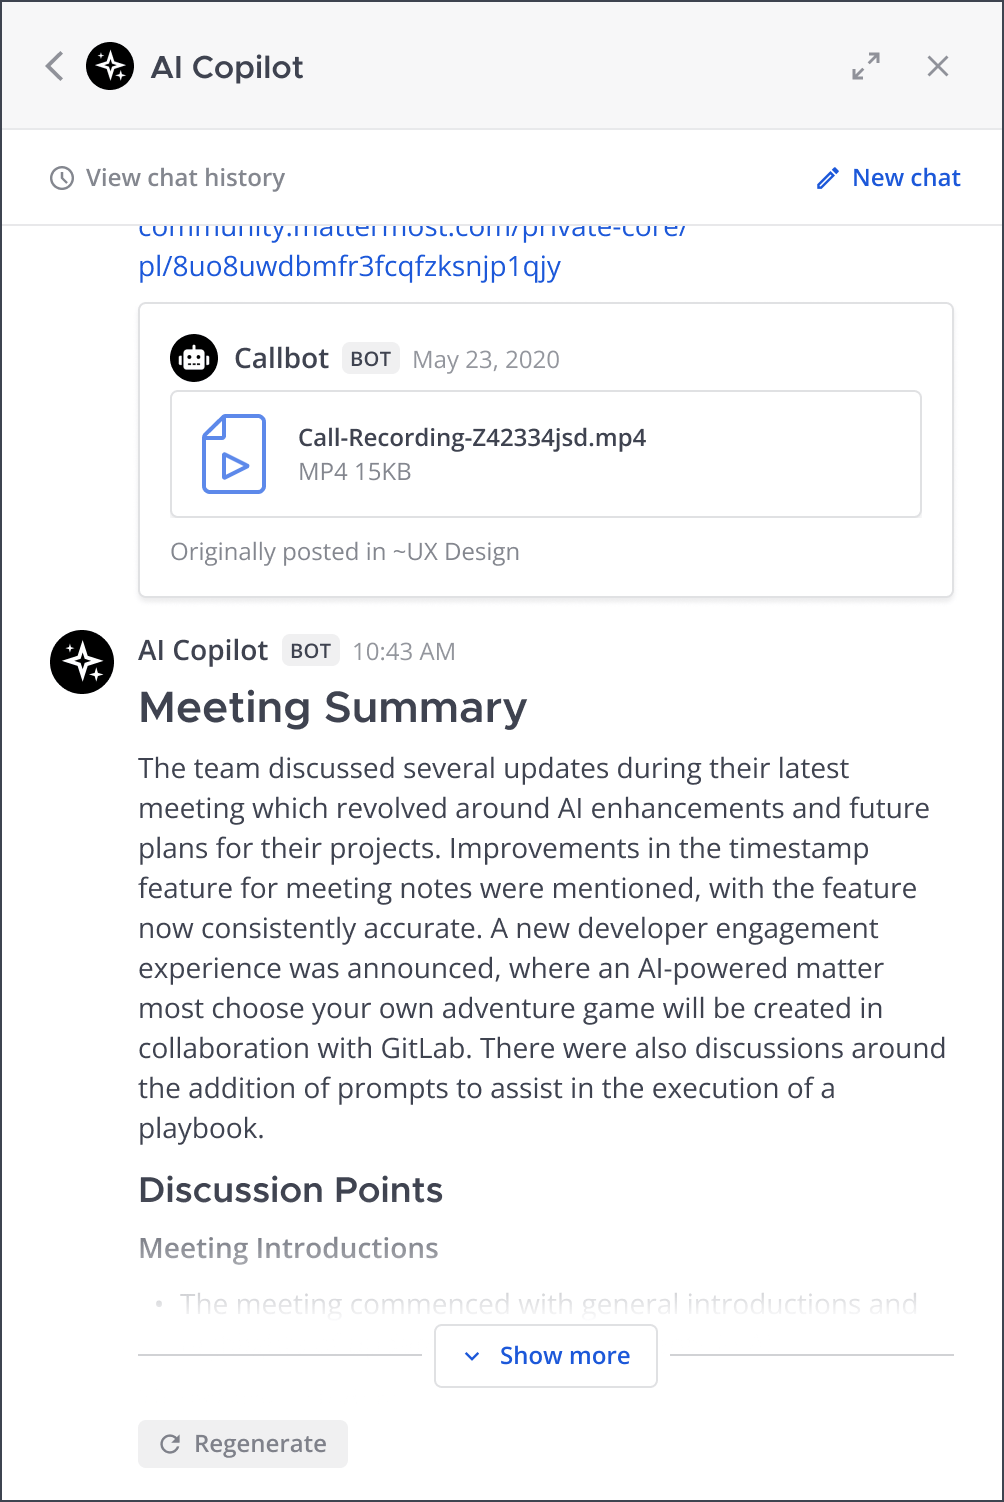 AI Copilot
View chat history
New chat
community.mattermost.com/private-core/
pl/8uo8uwdbmfr3fcqfzksnjp1qjy
Callbot BOT May 23, 2020
Call-Recording-Z42334jsd.mp4
MP4 15KB
Originally posted in ~UX Design
AI Copilot BOT 10:43 AM
Meeting Summary
The team discussed several updates during their latest
meeting which revolved around AI enhancements and future
plans for their projects. Improvements in the timestamp
feature for meeting notes were mentioned, with the feature
now consistently accurate. A new developer engagement
experience was announced, where an AI-powered matter
most choose your own adventure game will be created in
collaboration with GitLab. There were also discussions around
the addition of prompts to assist in the execution of a
playbook.
Discussion Points
Meeting Introductions
• The meeting commenced with general introductions and
Show more
Regenerate